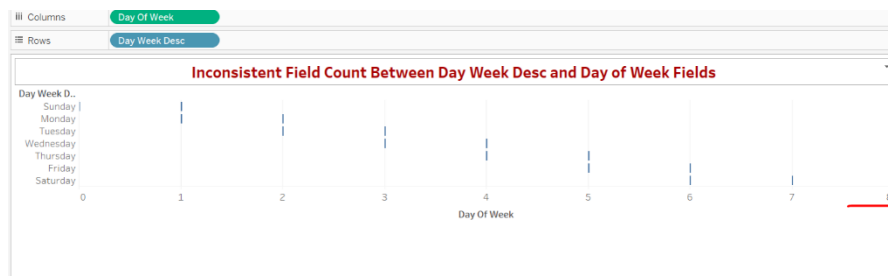 Columns Day Of Week
Rows Day Week Desc
Inconsistent Field Count Between Day Week Desc and Day of Week Fields
Day Week D..
Sunday
Monday
Tuesday
Wednesday
Thursday
Friday
Saturday
0 1 2 3 4 5 6 7 8
Day Of Week